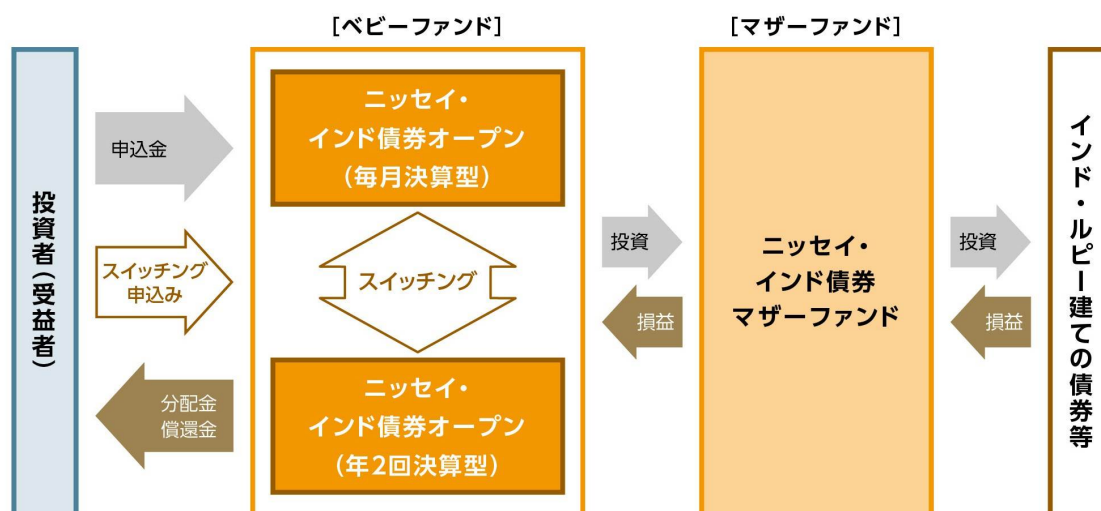 [ベビーファンド]
[マザーファンド]
投資者(受益者)
申込金
スイッチング
申込み
分配金
償還金
ニッセイ・
インド債券オープン
(毎月決算型)
スイッチング
ニッセイ・
インド債券オープン
(年2回決算型)
投資
損益
ニッセイ・
インド債券
マザーファンド
投資
損益
インド・ルピー建ての債券等